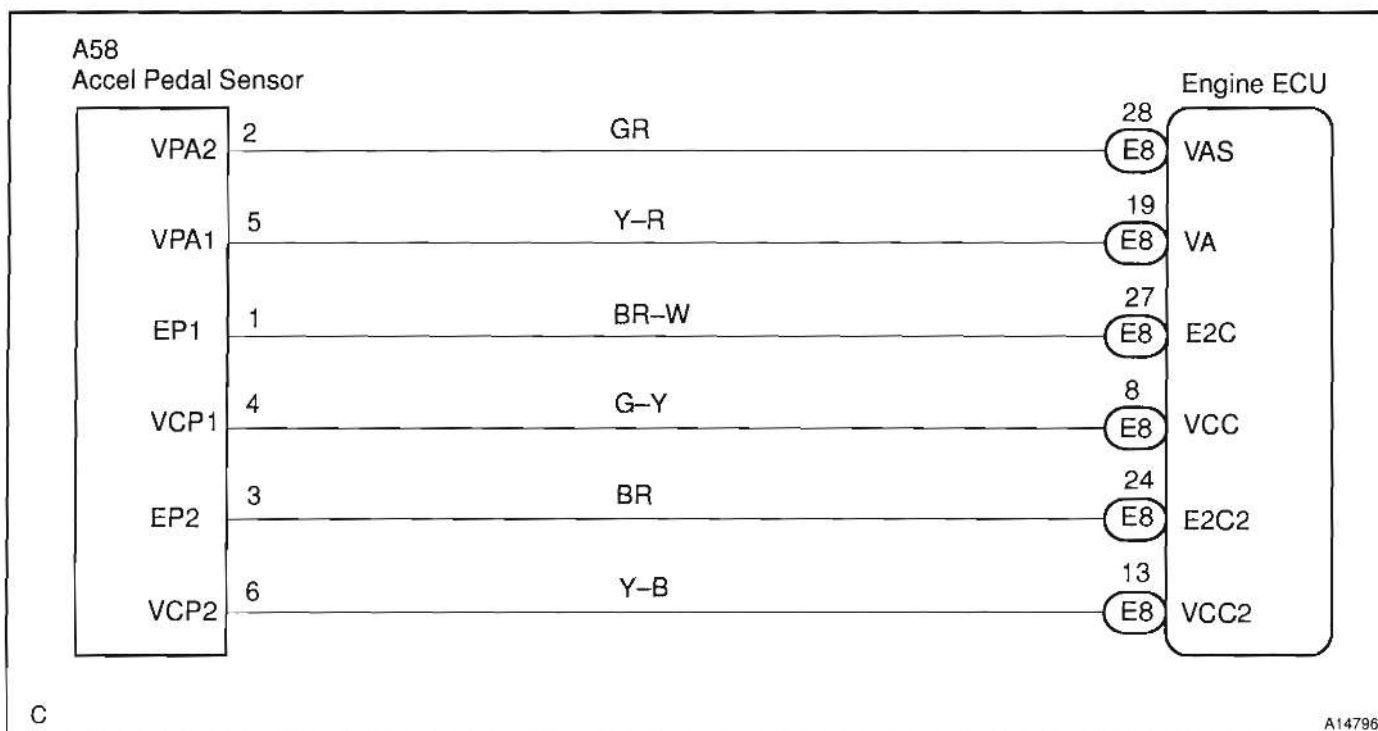 A58
Accel Pedal Sensor
Engine ECU
VPA2 2 GR 28 E8 VAS
VPA1 5 Y–R 19 E8 VA
EP1 1 BR–W 27 E8 E2C
VCP1 4 G–Y 8 E8 VCC
EP2 3 BR 24 E8 E2C2
VCP2 6 Y–B 13 E8 VCC2
C
A14796